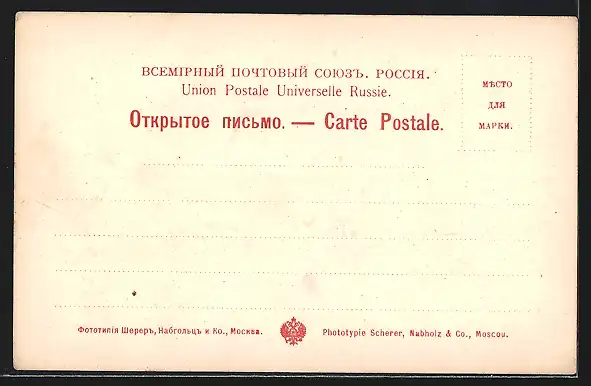 ВСЕМІРНЫЙ ПОЧТОВЫЙ СОЮЗЪ. РОССІЯ.
Union Postale Universelle Russie.
Открытое письмо. — Carte Postale.
МѢСТО
ДЛЯ
МАРКИ.
Фототипія Шереръ, Набгольцъ и Ко., Москва.
Phototypie Scherer, Nabholz & Co., Moscou.